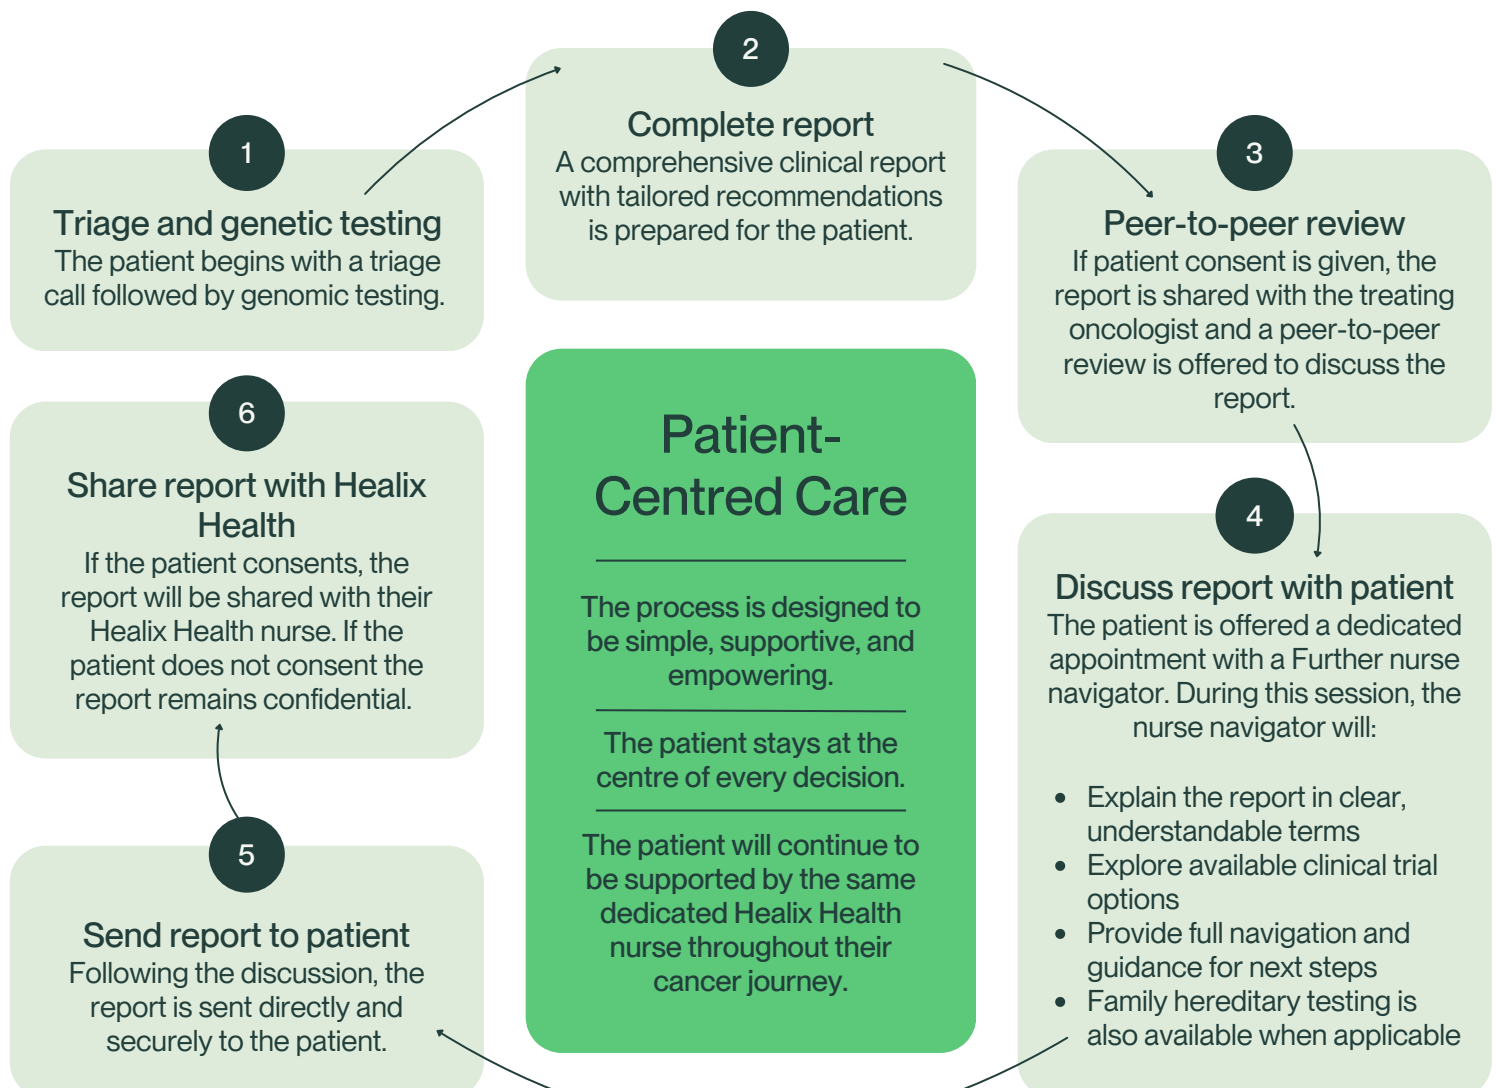 1
Triage and genetic testing
The patient begins with a triage
call followed by genomic testing.
2
Complete report
A comprehensive clinical report
with tailored recommendations
is prepared for the patient.
3
Peer-to-peer review
If patient consent is given, the
report is shared with the treating
oncologist and a peer-to-peer
review is offered to discuss the
report.
4
Discuss report with patient
The patient is offered a dedicated
appointment with a Further nurse
navigator. During this session, the
nurse navigator will:
• Explain the report in clear,
understandable terms
• Explore available clinical trial
options
• Provide full navigation and
guidance for next steps
• Family hereditary testing is
also available when applicable
5
Send report to patient
Following the discussion, the
report is sent directly and
securely to the patient.
6
Share report with Healix
Health
If the patient consents, the
report will be shared with their
Healix Health nurse. If the
patient does not consent the
report remains confidential.
Patient-
Centred Care
The process is designed to
be simple, supportive, and
empowering.
The patient stays at the
centre of every decision.
The patient will continue to
be supported by the same
dedicated Healix Health
nurse throughout their
cancer journey.